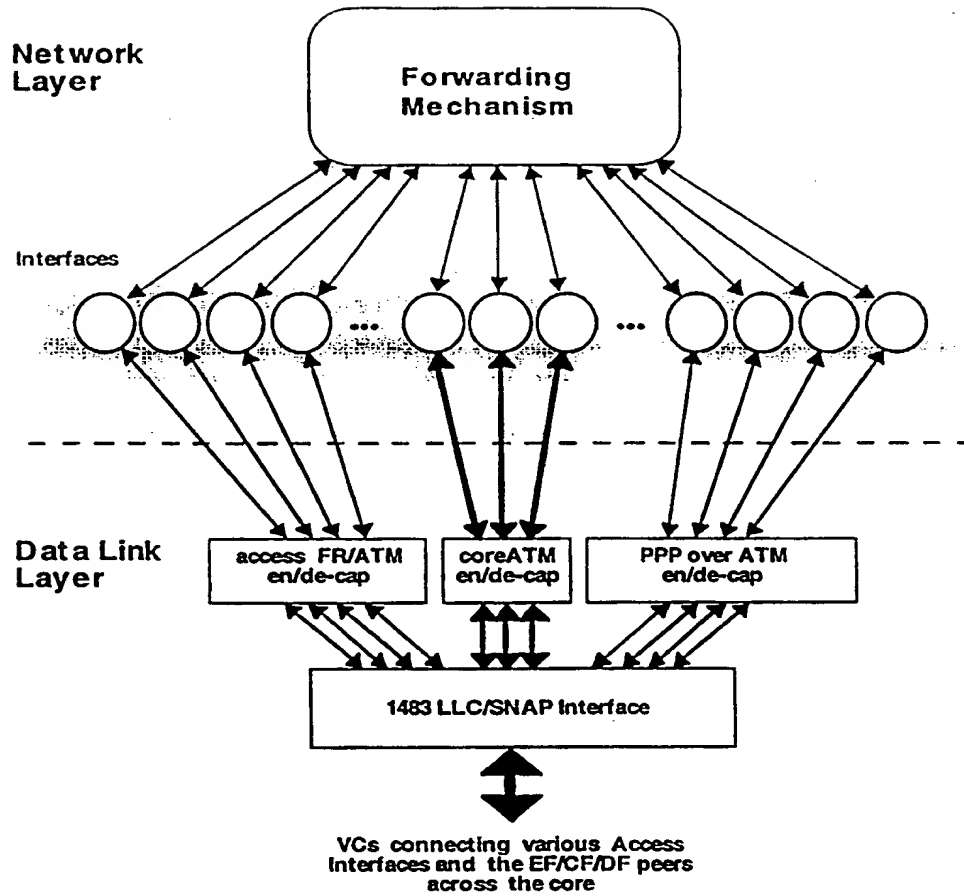 Network
Layer
Forwarding
Mechanism
Interfaces
...
...
Data Link
Layer
access FR/ATM
en/de-cap
coreATM
en/de-cap
PPP over ATM
en/de-cap
1483 LLC/SNAP Interface
VCs connecting various Access
Interfaces and the EF/CF/DF peers
across the core